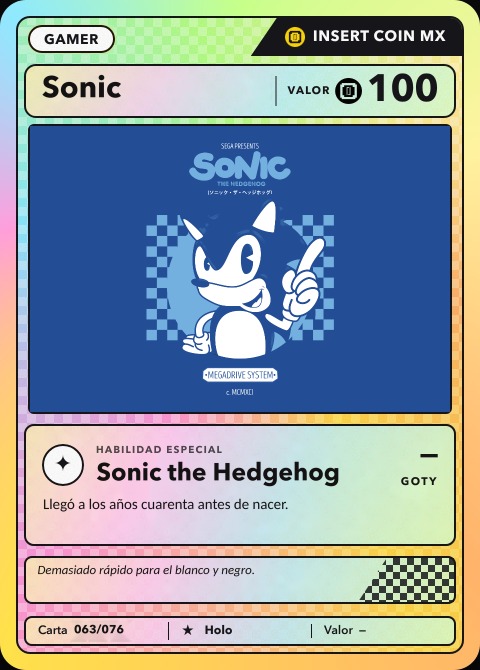 GAMER
INSERT COIN MX
Sonic
VALOR 100
SEGA PRESENTS
SONIC
THE HEDGEHOG
(ソニック・ザ・ヘッジホッグ)
•MEGADRIVE SYSTEM•
c. MCMXCI
HABILIDAD ESPECIAL
Sonic the Hedgehog
—
GOTY
Llegó a los años cuarenta antes de nacer.
Demasiado rápido para el blanco y negro.
Carta 063/076 ★ Holo Valor —